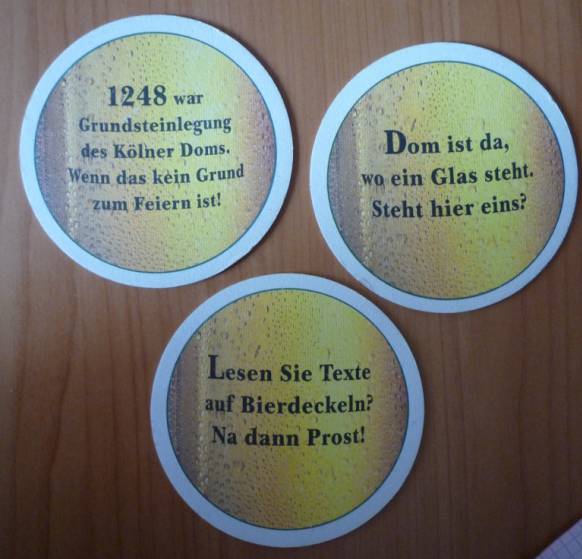 1248 war
Grundsteinlegung
des Kölner Doms.
Wenn das kein Grund
zum Feiern ist!
Dom ist da,
wo ein Glas steht.
Steht hier eins?
Lesen Sie Texte
auf Bierdeckeln?
Na dann Prost!